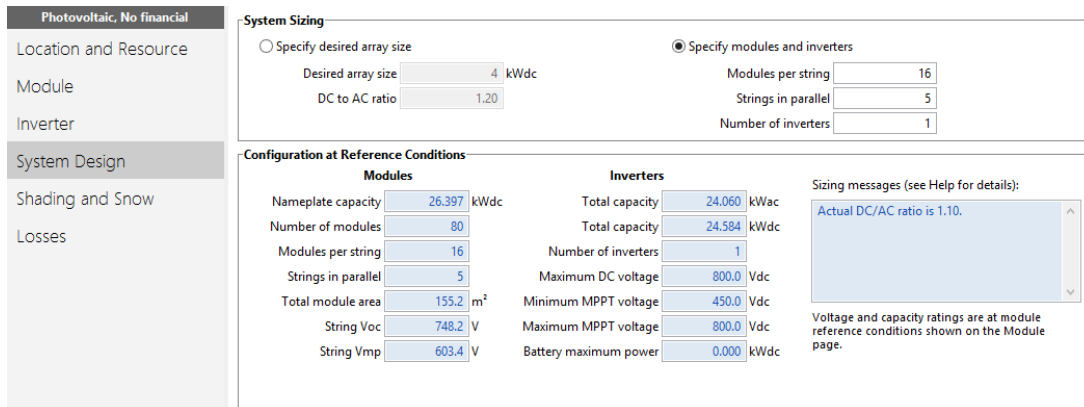 Photovoltaic, No financial
Location and Resource
Module
Inverter
System Design
Shading and Snow
Losses
System Sizing
Specify desired array size
Desired array size 4 kWdc
DC to AC ratio 1.20
Specify modules and inverters
Modules per string 16
Strings in parallel 5
Number of inverters 1
Configuration at Reference Conditions
Modules
Nameplate capacity 26.397 kWdc
Number of modules 80
Modules per string 16
Strings in parallel 5
Total module area 155.2 m²
String Voc 748.2 V
String Vmp 603.4 V
Inverters
Total capacity 24.060 kWac
Total capacity 24.584 kWdc
Number of inverters 1
Maximum DC voltage 800.0 Vdc
Minimum MPPT voltage 450.0 Vdc
Maximum MPPT voltage 800.0 Vdc
Battery maximum power 0.000 kWdc
Sizing messages (see Help for details):
Actual DC/AC ratio is 1.10.
Voltage and capacity ratings are at module
reference conditions shown on the Module
page.